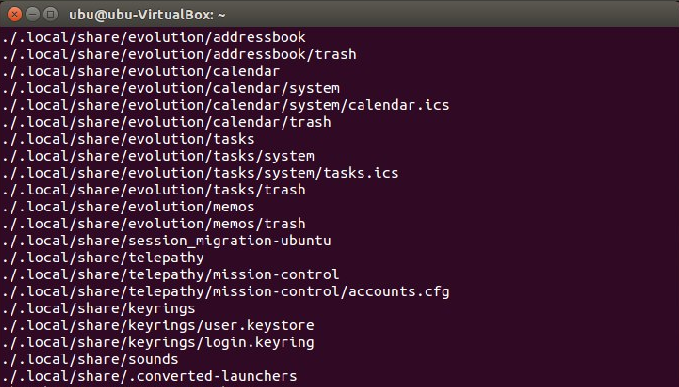 ubu@ubu-VirtualBox: ~
./.local/share/evolution/addressbook
./.local/share/evolution/addressbook/trash
./.local/share/evolution/calendar
./.local/share/evolution/calendar/system
./.local/share/evolution/calendar/system/calendar.ics
./.local/share/evolution/calendar/trash
./.local/share/evolution/tasks
./.local/share/evolution/tasks/system
./.local/share/evolution/tasks/system/tasks.ics
./.local/share/evolution/tasks/trash
./.local/share/evolution/memos
./.local/share/evolution/memos/trash
./.local/share/session_migration-ubuntu
./.local/share/telepathy
./.local/share/telepathy/mission-control
./.local/share/telepathy/mission-control/accounts.cfg
./.local/share/keyrings
./.local/share/keyrings/user.keystore
./.local/share/keyrings/login.keyring
./.local/share/sounds
./.local/share/.converted-launchers